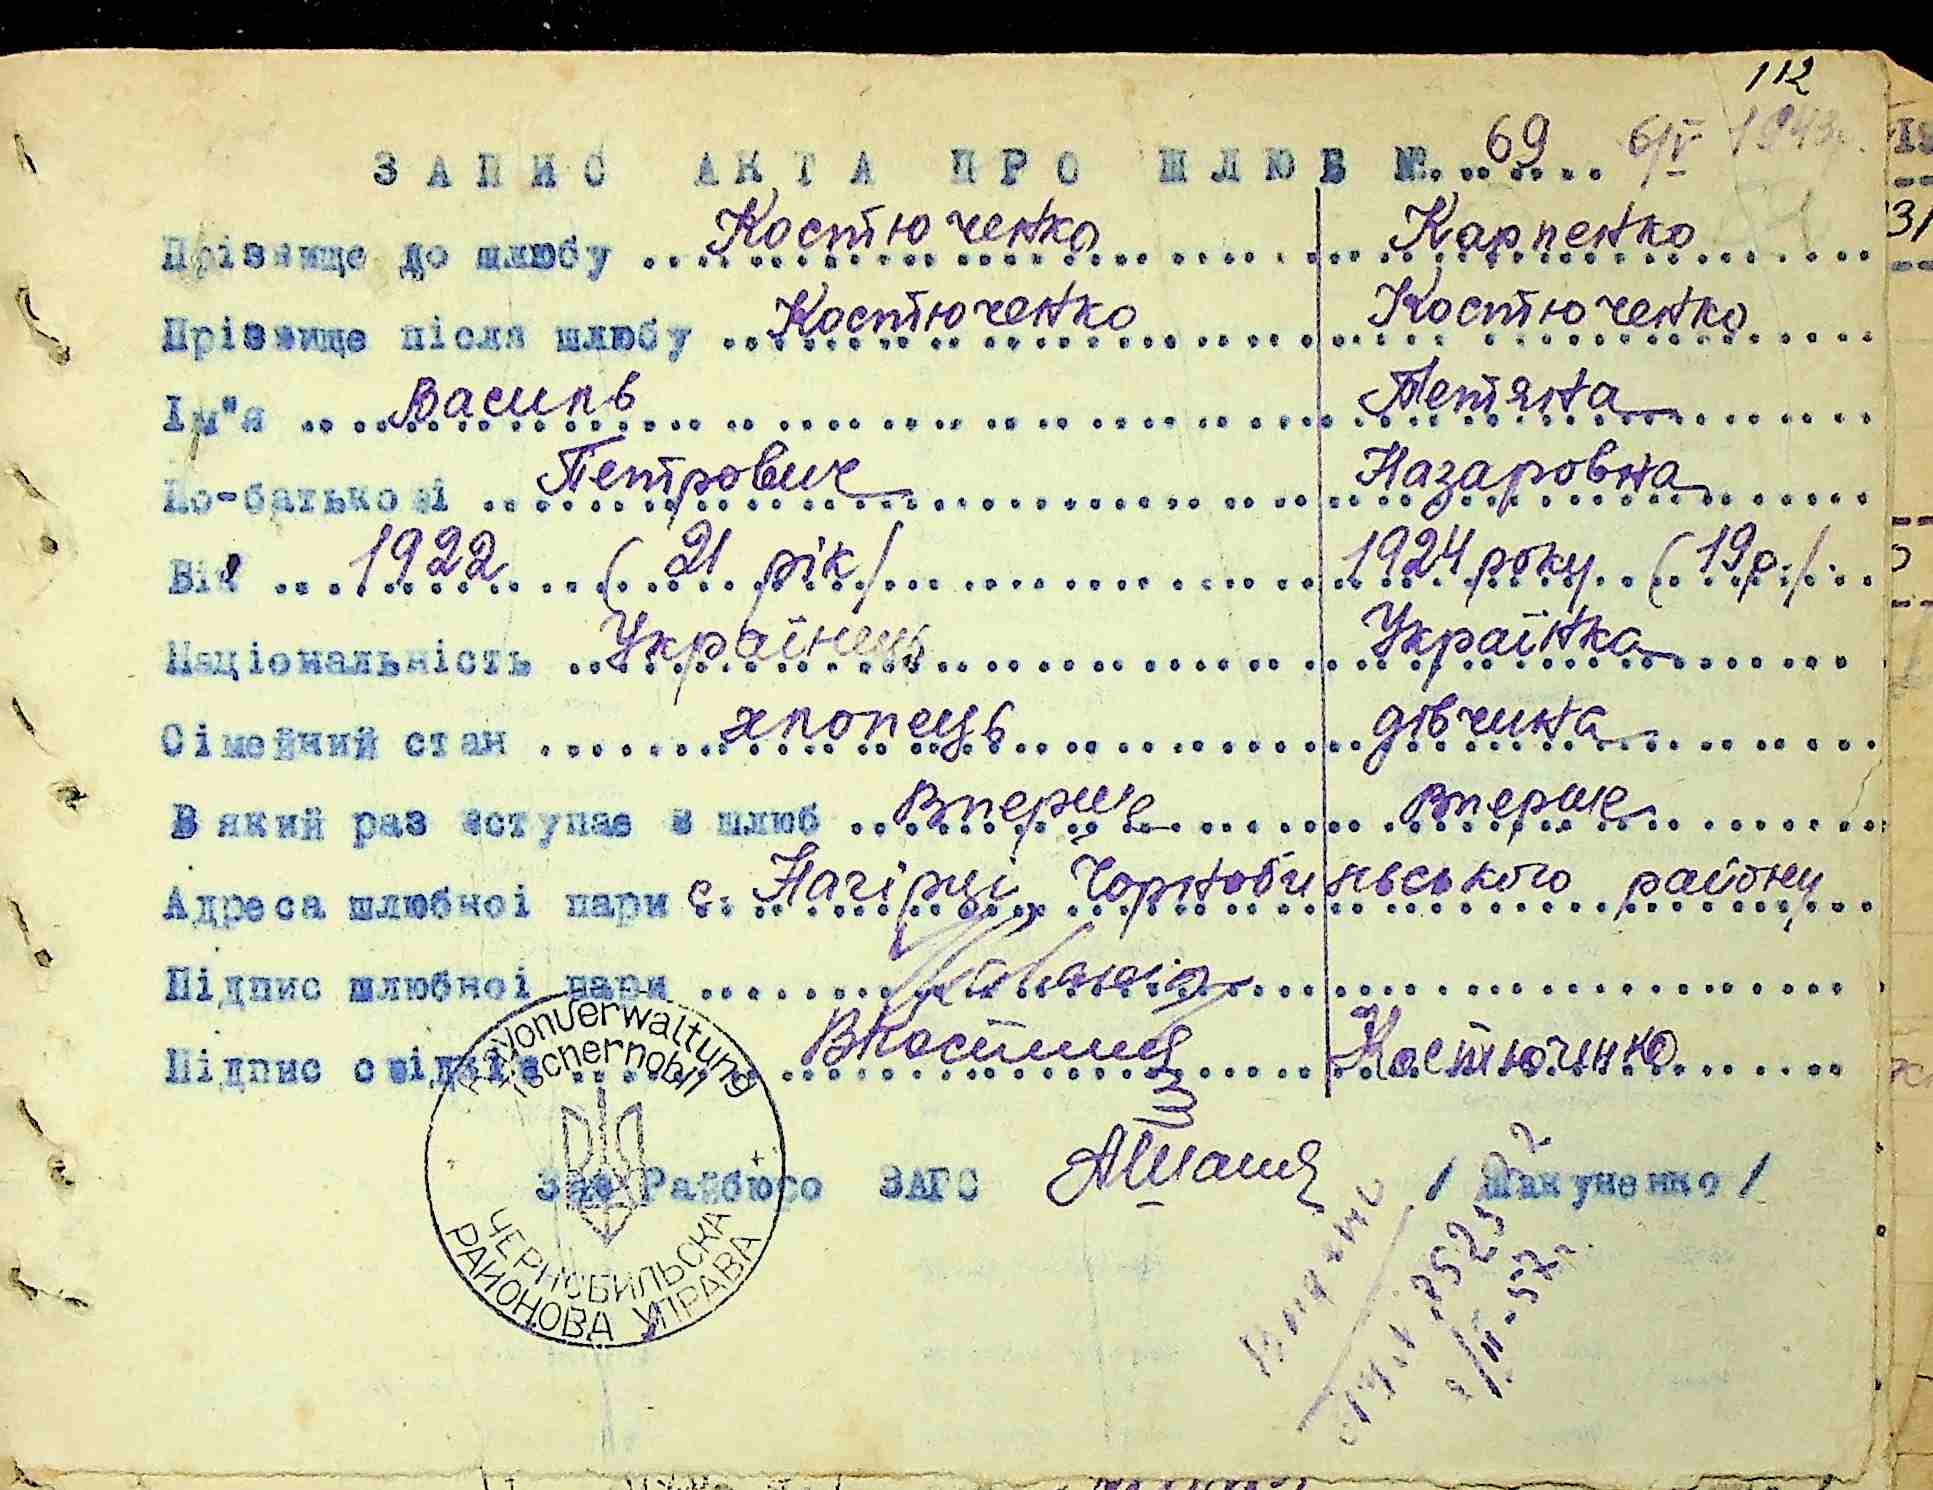 112
ЗАПИС АКТА ПРО ШЛЮБ №. 69 6/V 1943р.
Прізвище до шлюбу Костюченко Карпенко
Прізвище після шлюбу Костюченко Костюченко
Ім"я Василь Тетяна
По-батькові Петрович Назаровна
Вік 1922 (21 рік/ 1924 року (19 р./.
Національність Українець Українка
Сімейний стан хлопець дівчина
В який раз вступає в шлюб Вперше вперше
Адреса шлюбної пари с. Нагірці, Чорнобильського району
Підпис шлюбної пари
Підпис свідків Костюченко
RayonVerwaltung
Tschernobyl
Зав Райбюро ЗАГС / Шакуненко /
ЧЕРНОБИЛЬСКА
РАЙОНОВА УПРАВА